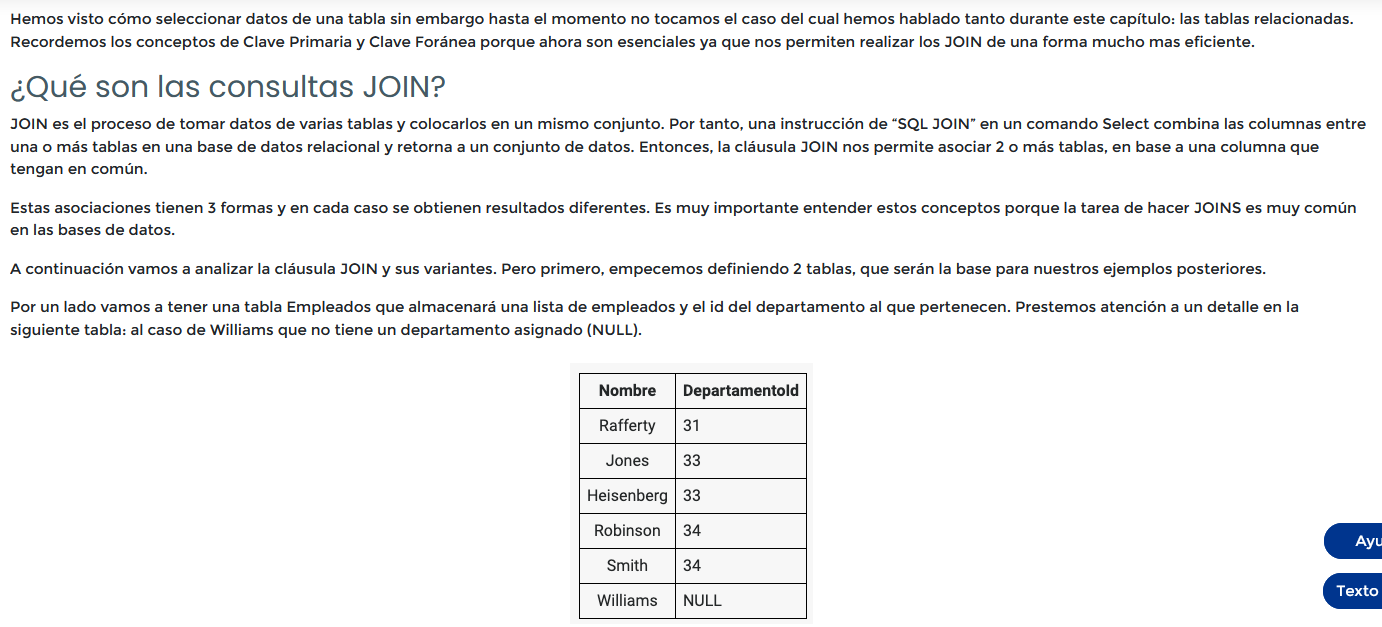 Hemos visto cómo seleccionar datos de una tabla sin embargo hasta el momento no tocamos el caso del cual hemos hablado tanto durante este capítulo: las tablas relacionadas.
Recordemos los conceptos de Clave Primaria y Clave Foránea porque ahora son esenciales ya que nos permiten realizar los JOIN de una forma mucho mas eficiente.
¿Qué son las consultas JOIN?
JOIN es el proceso de tomar datos de varias tablas y colocarlos en un mismo conjunto. Por tanto, una instrucción de “SQL JOIN” en un comando Select combina las columnas entre
una o más tablas en una base de datos relacional y retorna a un conjunto de datos. Entonces, la cláusula JOIN nos permite asociar 2 o más tablas, en base a una columna que
tengan en común.
Estas asociaciones tienen 3 formas y en cada caso se obtienen resultados diferentes. Es muy importante entender estos conceptos porque la tarea de hacer JOINS es muy común
en las bases de datos.
A continuación vamos a analizar la cláusula JOIN y sus variantes. Pero primero, empecemos definiendo 2 tablas, que serán la base para nuestros ejemplos posteriores.
Por un lado vamos a tener una tabla Empleados que almacenará una lista de empleados y el id del departamento al que pertenecen. Prestemos atención a un detalle en la
siguiente tabla: al caso de Williams que no tiene un departamento asignado (NULL).
Nombre DepartamentoId
Rafferty 31
Jones 33
Heisenberg 33
Robinson 34
Smith 34
Williams NULL
Ayu
Texto